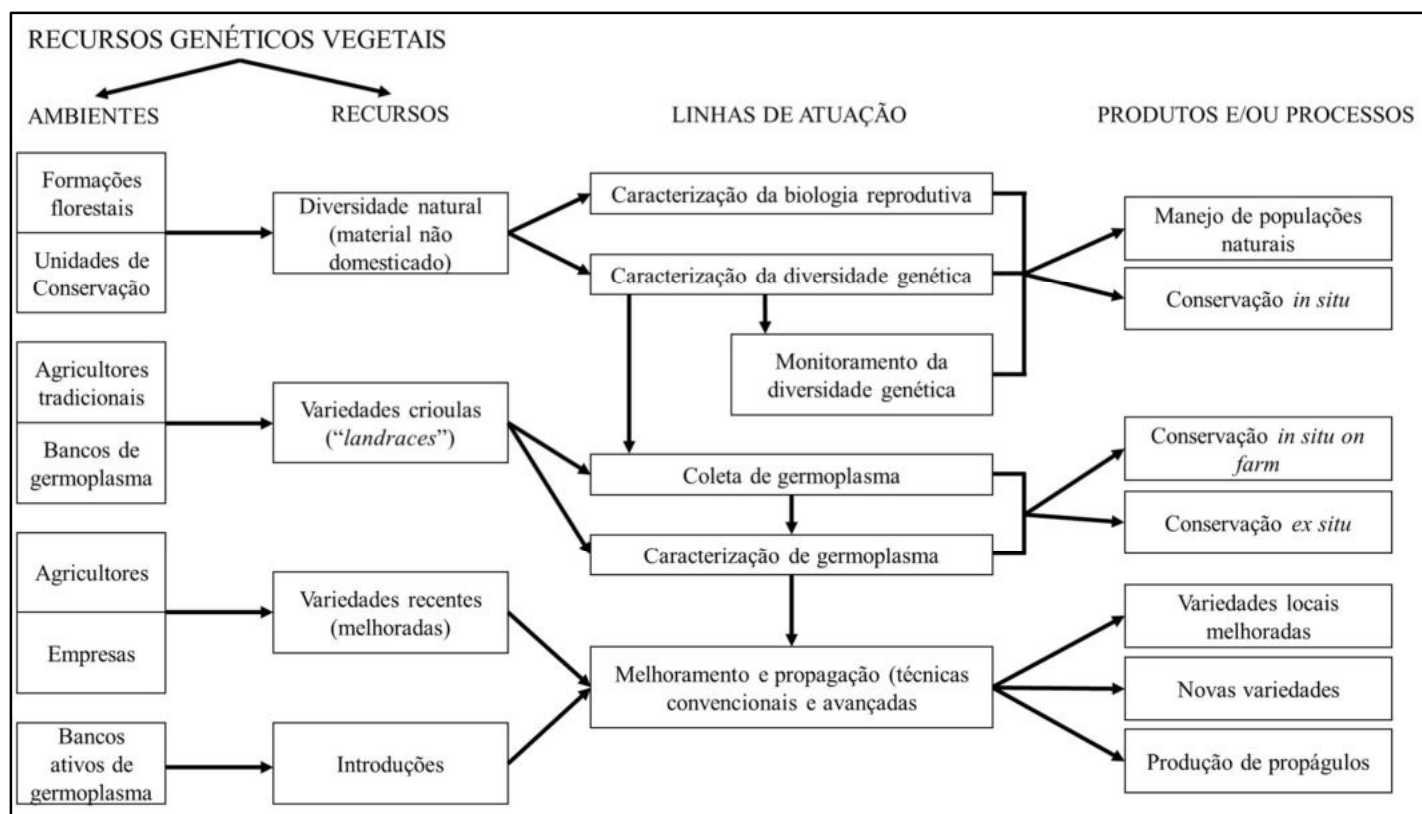 RECURSOS GENÉTICOS VEGETAIS
AMBIENTES
RECURSOS
LINHAS DE ATUAÇÃO
PRODUTOS E/OU PROCESSOS
Formações
florestais
Unidades de
Conservação
Diversidade natural
(material não
domesticado)
Caracterização da biologia reprodutiva
Caracterização da diversidade genética
Monitoramento da
diversidade genética
Manejo de populações
naturais
Conservação in situ
Agricultores
tradicionais
Bancos de
germoplasma
Variedades crioulas
(“landraces”)
Coleta de germoplasma
Caracterização de germoplasma
Conservação in situ on
farm
Conservação ex situ
Agricultores
Empresas
Variedades recentes
(melhoradas)
Melhoramento e propagação (técnicas
convencionais e avançadas
Variedades locais
melhoradas
Novas variedades
Produção de propágulos
Bancos
ativos de
germoplasma
Introduções